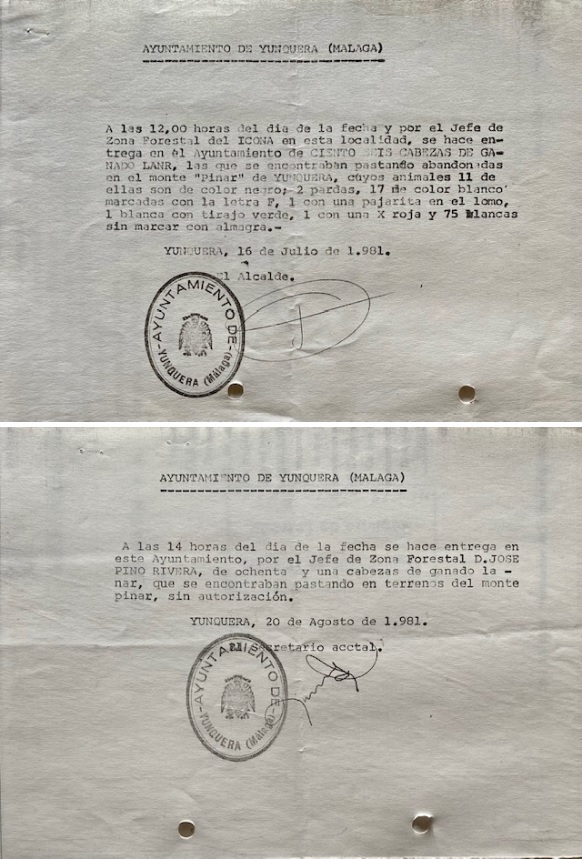 AYUNTAMIENTO DE YUNQUERA (MALAGA)
A las 12,00 horas del dia de la fecha y por el Jefe de
Zona Forestal del ICONA en esta localidad, se hace en-
trega en el Ayuntamiento de CIENTO SEIS CABEZAS DE GA-
NADO LANR, las que se encontraban pastando abandonadas
en el monte "Pinar" de YUNQUERA, cuyos animales 11 de
ellas son de color negro; 2 pardas, 17 de color blanco
marcadas con la letra F, 1 con una pajarita en el lomo,
1 blanca con tirajo verde, 1 con una X roja y 75 blancas
sin marcar con almagra.-
YUNQUERA, 16 de Julio de 1.981.
El Alcalde.
AYUNTAMIENTO DE
YUNQUERA (Málaga)
AYUNTAMIENTO DE YUNQUERA (MALAGA)
A las 14 horas del dia de la fecha se hace entrega en
este Ayuntamiento, por el Jefe de Zona Forestal D.JOSE
PINO RIVERA, de ochenta y una cabezas de ganado la -
nar, que se encontraban pastando en terrenos del monte
pinar, sin autorización.
YUNQUERA, 20 de Agosto de 1.981.
El Secretario acctal.
AYUNTAMIENTO DE
YUNQUERA (Málaga)